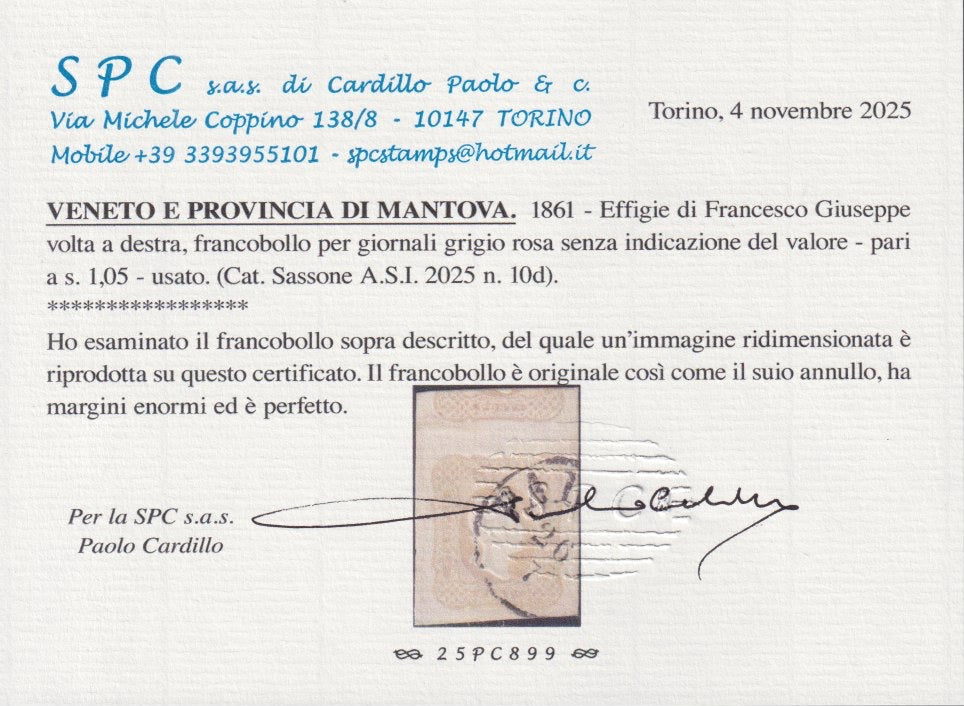 SPC s.a.s. di Cardillo Paolo & c.
Via Michele Coppino 138/8 - 10147 TORINO
Mobile +39 3393955101 - spcstamps@hotmail.it
Torino, 4 novembre 2025
VENETO E PROVINCIA DI MANTOVA. 1861 - Effigie di Francesco Giuseppe
volta a destra, francobollo per giornali grigio rosa senza indicazione del valore - pari
a s. 1,05 - usato. (Cat. Sassone A.S.I. 2025 n. 10d).
*****************
Ho esaminato il francobollo sopra descritto, del quale un'immagine ridimensionata è
riprodotta su questo certificato. Il francobollo è originale così come il suio annullo, ha
margini enormi ed è perfetto.
Per la SPC s.a.s.
Paolo Cardillo
26
7
25PC899